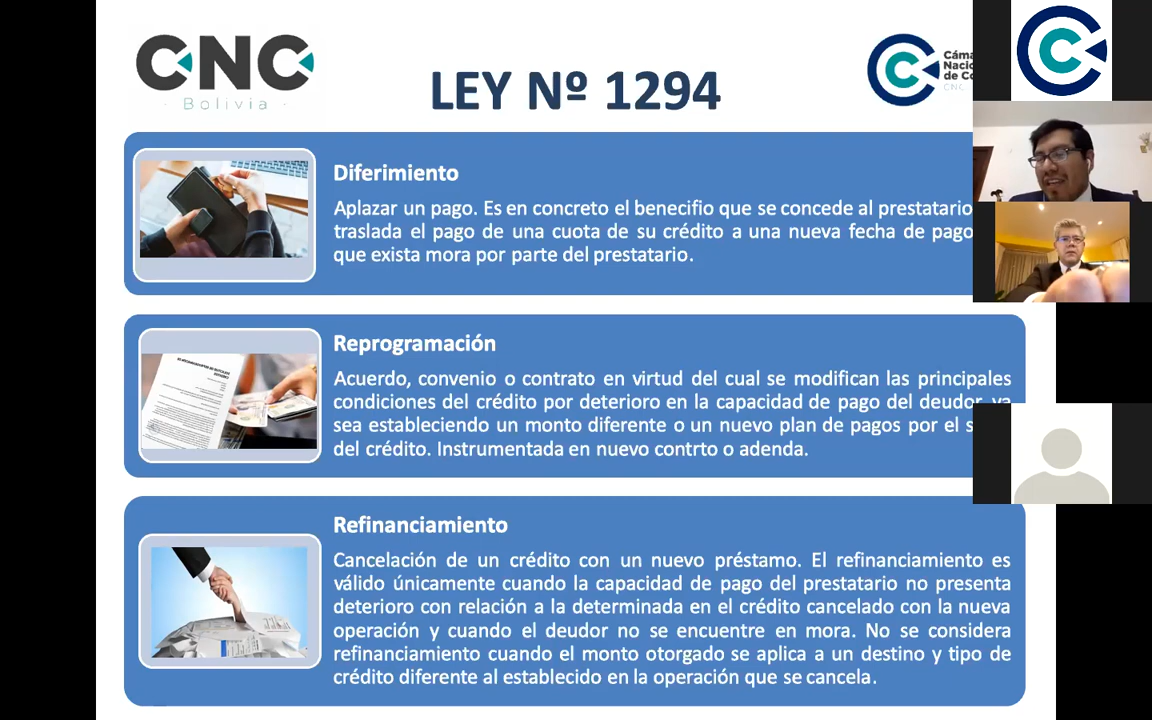 CNC
Bolivia
LEY Nº 1294
Cáma
Nacio
de Co
CNC
Diferimiento
Aplazar un pago. Es en concreto el benecifio que se concede al prestatario
traslada el pago de una cuota de su crédito a una nueva fecha de pago
que exista mora por parte del prestatario.
Reprogramación
Acuerdo, convenio o contrato en virtud del cual se modifican las principales
condiciones del crédito por deterioro en la capacidad de pago del deudor, ya
sea estableciendo un monto diferente o un nuevo plan de pagos por el s
del crédito. Instrumentada en nuevo contrto o adenda.
Refinanciamiento
Cancelación de un crédito con un nuevo préstamo. El refinanciamiento es
válido únicamente cuando la capacidad de pago del prestatario no presenta
deterioro con relación a la determinada en el crédito cancelado con la nueva
operación y cuando el deudor no se encuentre en mora. No se considera
refinanciamiento cuando el monto otorgado se aplica a un destino y tipo de
crédito diferente al establecido en la operación que se cancela.